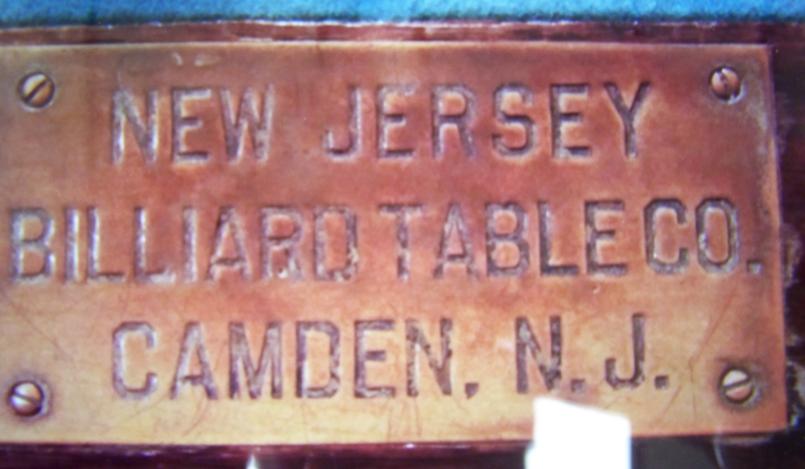 NEW JERSEY
BILLIARD TABLE CO.
CAMDEN, N.J.